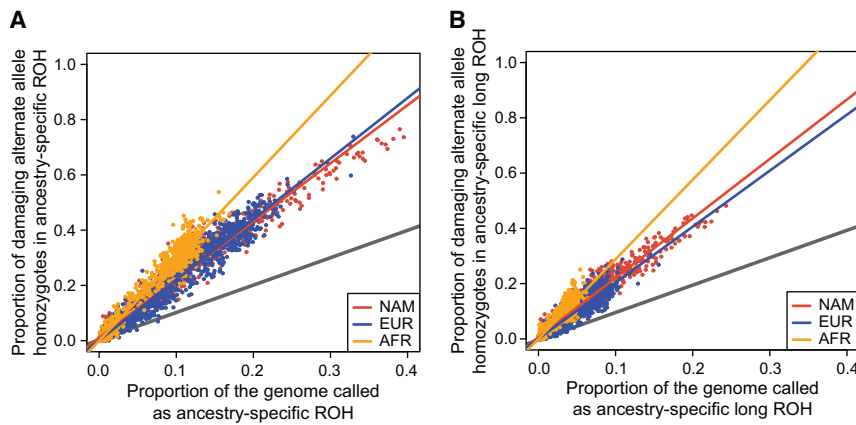 A
Proportion of damaging alternate allele
homozygotes in ancestry-specific ROH
1.0
0.8
0.6
0.4
0.2
0.0
0.0 0.1 0.2 0.3 0.4
NAM
EUR
AFR
Proportion of the genome called
as ancestry-specific ROH
B
Proportion of damaging alternate allele
homozygotes in ancestry-specific long ROH
1.0
0.8
0.6
0.4
0.2
0.0
0.0 0.1 0.2 0.3 0.4
NAM
EUR
AFR
Proportion of the genome called
as ancestry-specific long ROH